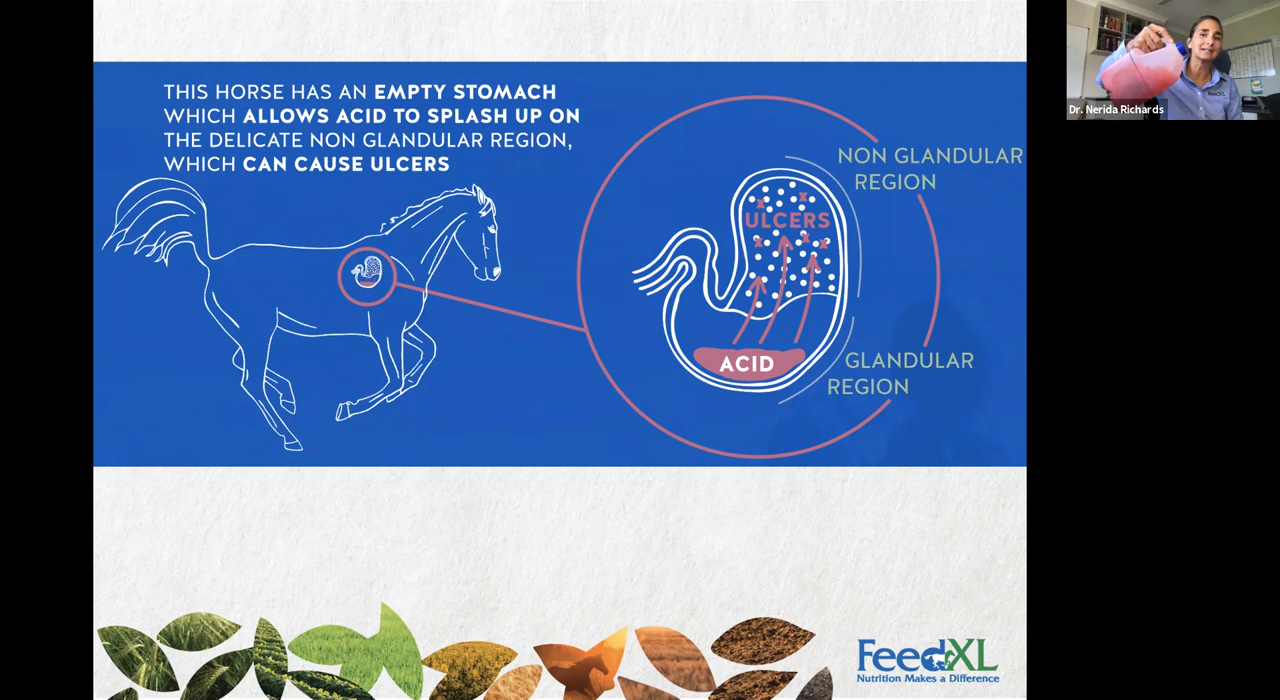 THIS HORSE HAS AN EMPTY STOMACH
WHICH ALLOWS ACID TO SPLASH UP ON
THE DELICATE NON GLANDULAR REGION,
WHICH CAN CAUSE ULCERS
NON GLANDULAR
REGION
ULCERS
ACID
GLANDULAR
REGION
FeedXL
Nutrition Makes a Difference
FeedXL
Dr. Nerida Richards